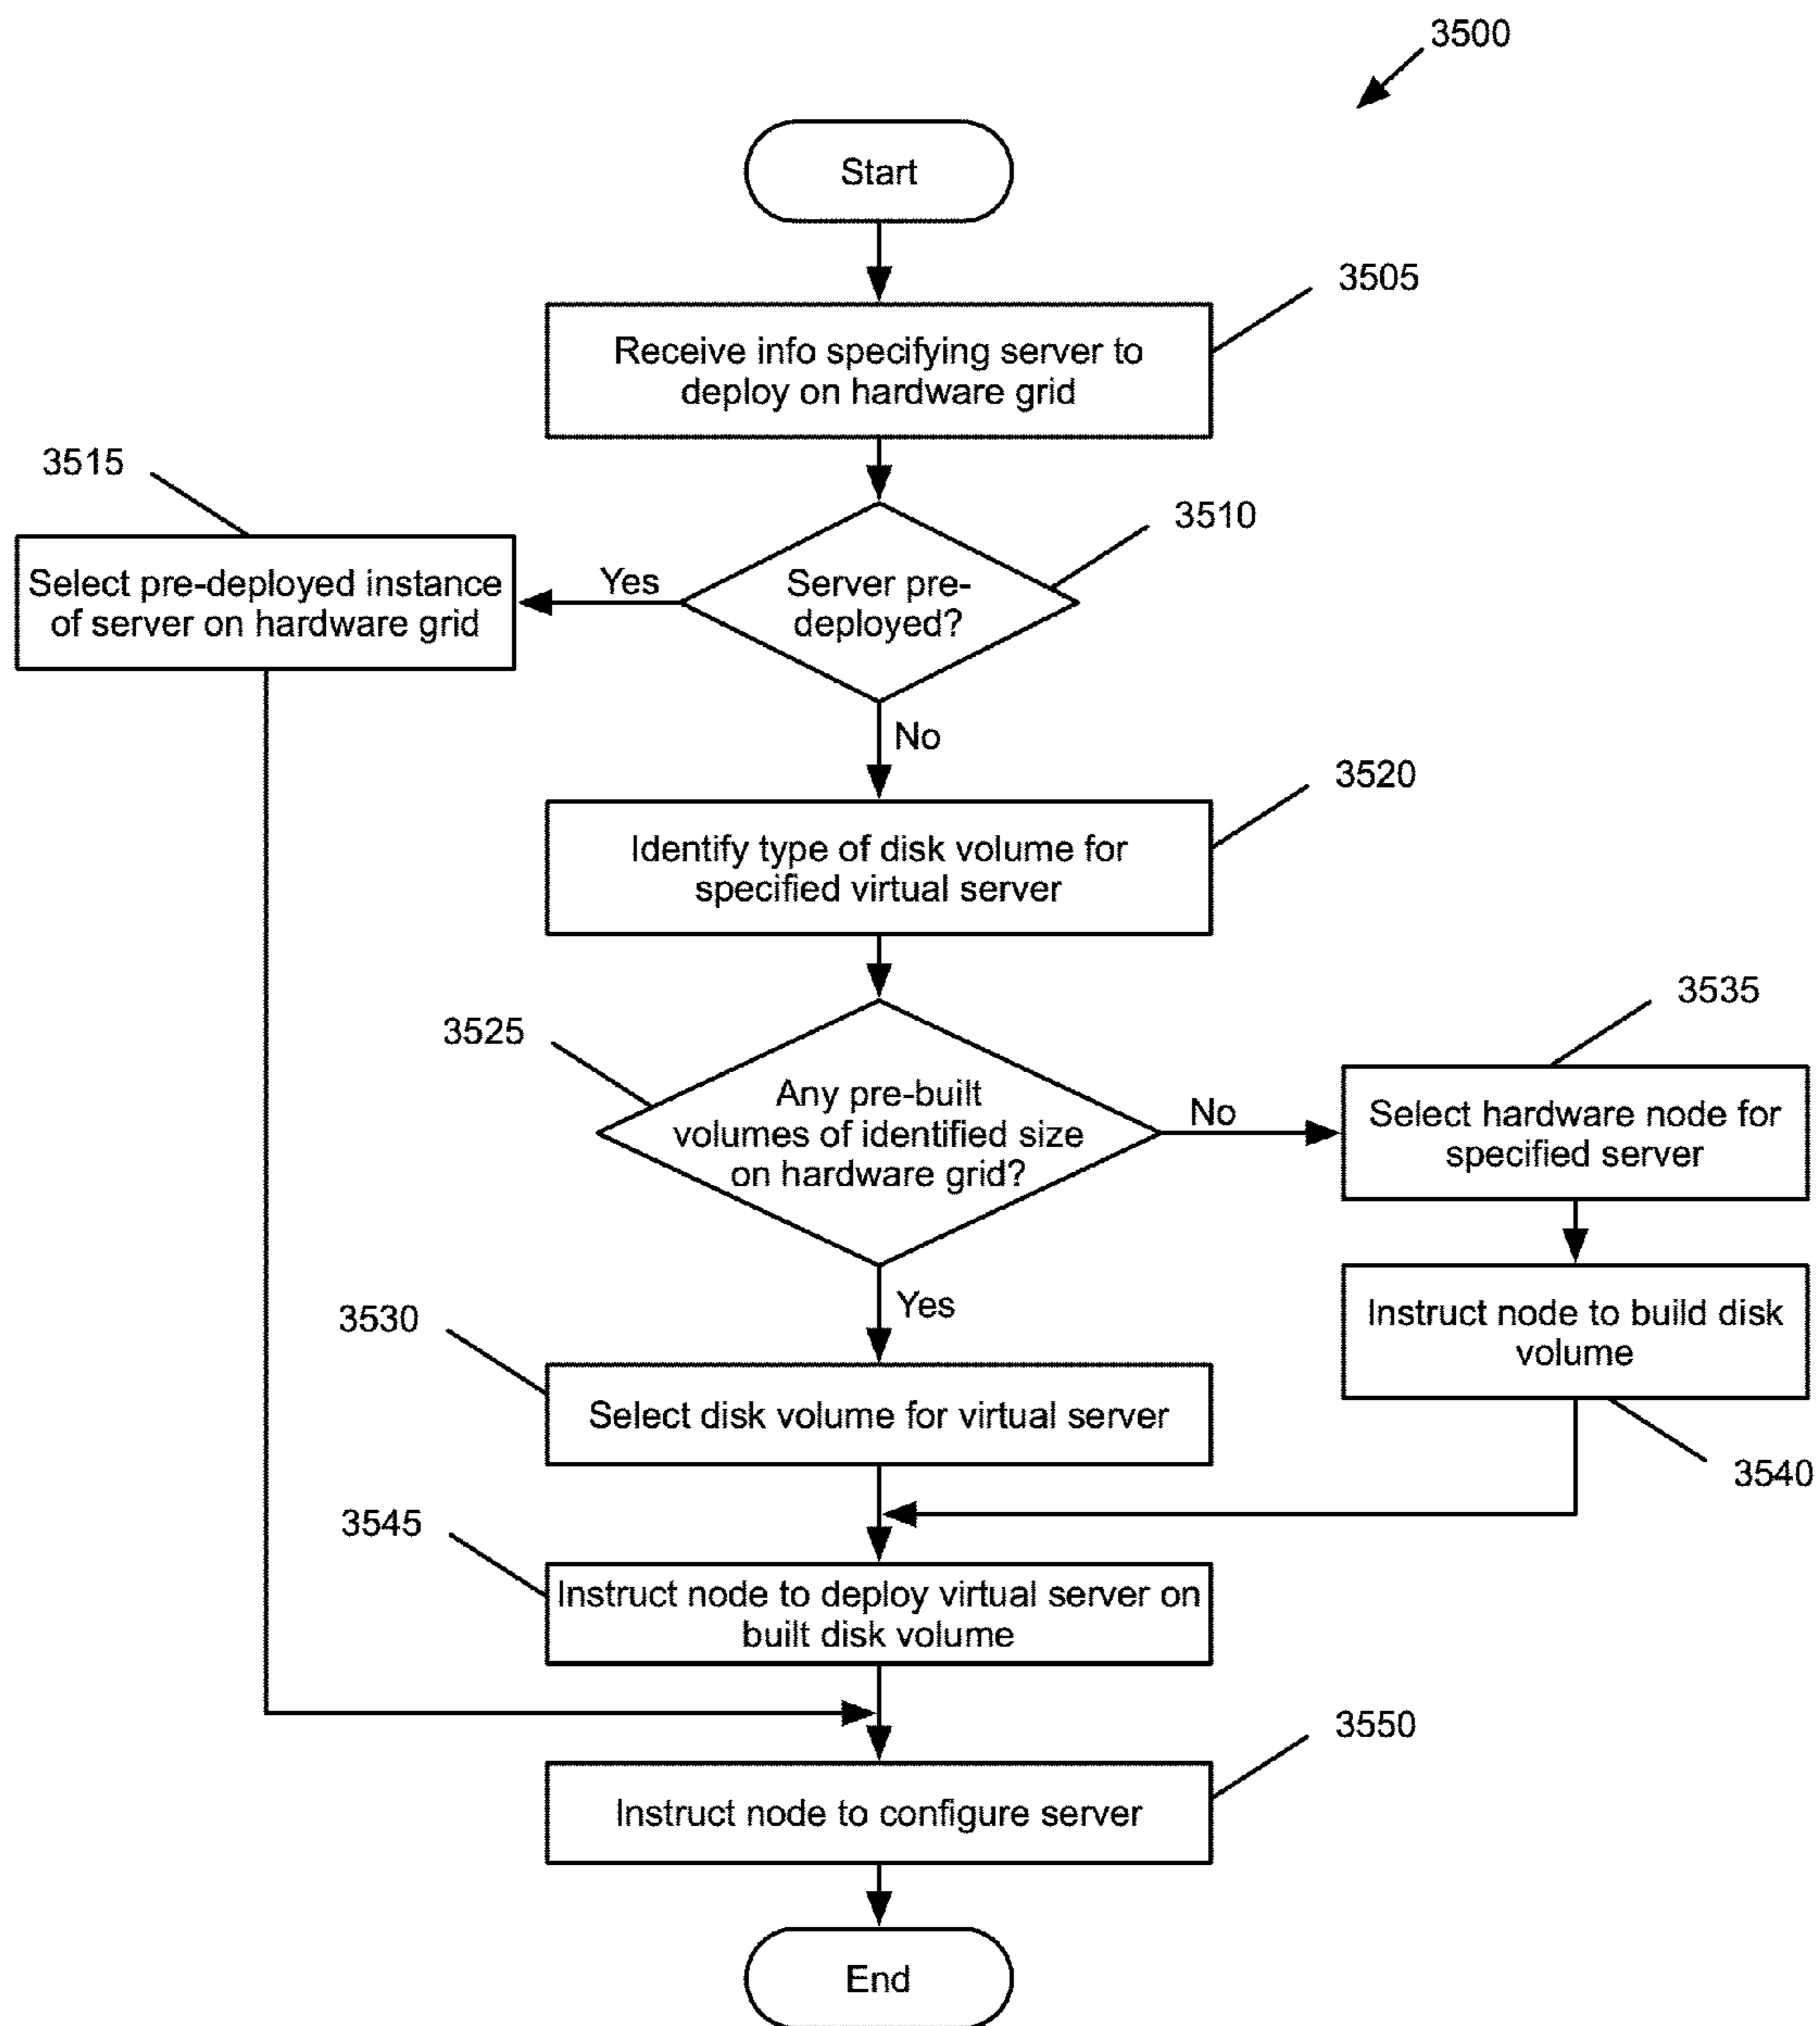 3500
Start
3505
Receive info specifying server to
deploy on hardware grid
3515
3510
Select pre-deployed instance
of server on hardware grid
Yes
Server pre-
deployed?
No
3520
Identify type of disk volume for
specified virtual server
3535
3525
Any pre-built
volumes of identified size
on hardware grid?
No
Select hardware node for
specified server
Yes
3530
Instruct node to build disk
volume
Select disk volume for virtual server
3540
3545
Instruct node to deploy virtual server on
built disk volume
3550
Instruct node to configure server
End